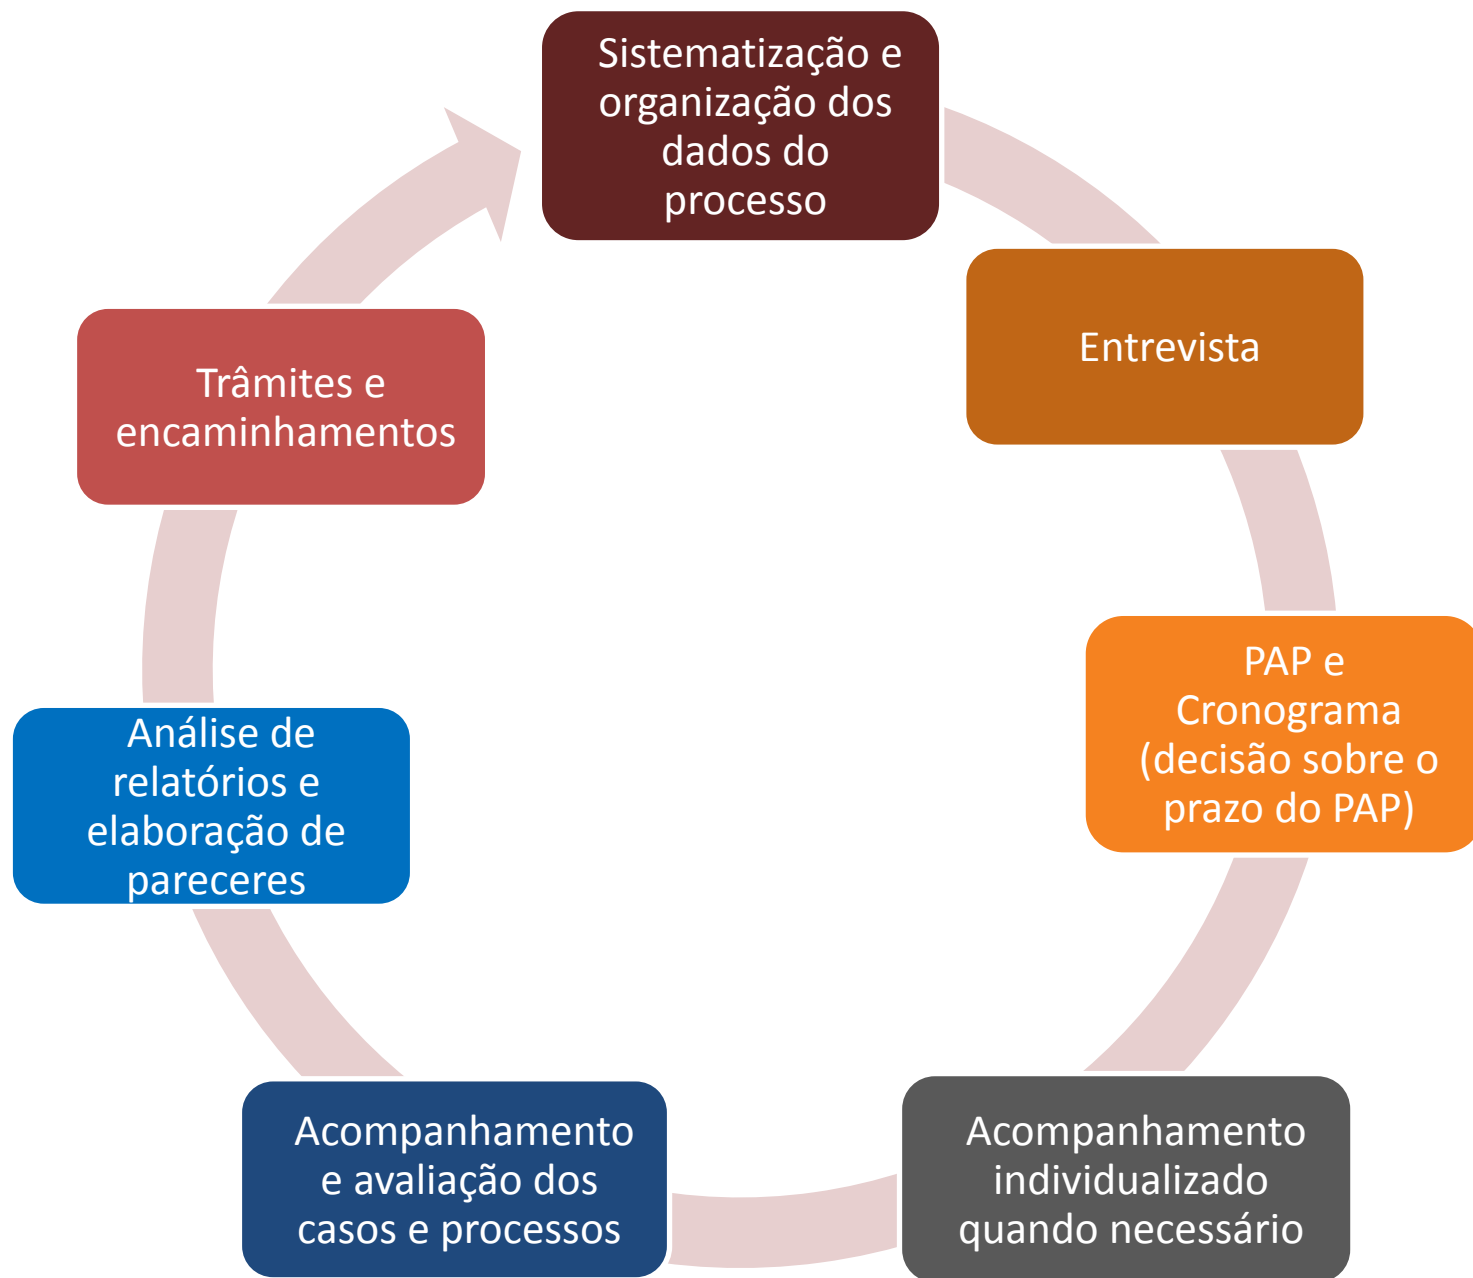 Sistematização e
organização dos
dados do
processo
Entrevista
PAP e
Cronograma
(decisão sobre o
prazo do PAP)
Acompanhamento
individualizado
quando necessário
Acompanhamento
e avaliação dos
casos e processos
Análise de
relatórios e
elaboração de
pareceres
Trâmites e
encaminhamentos